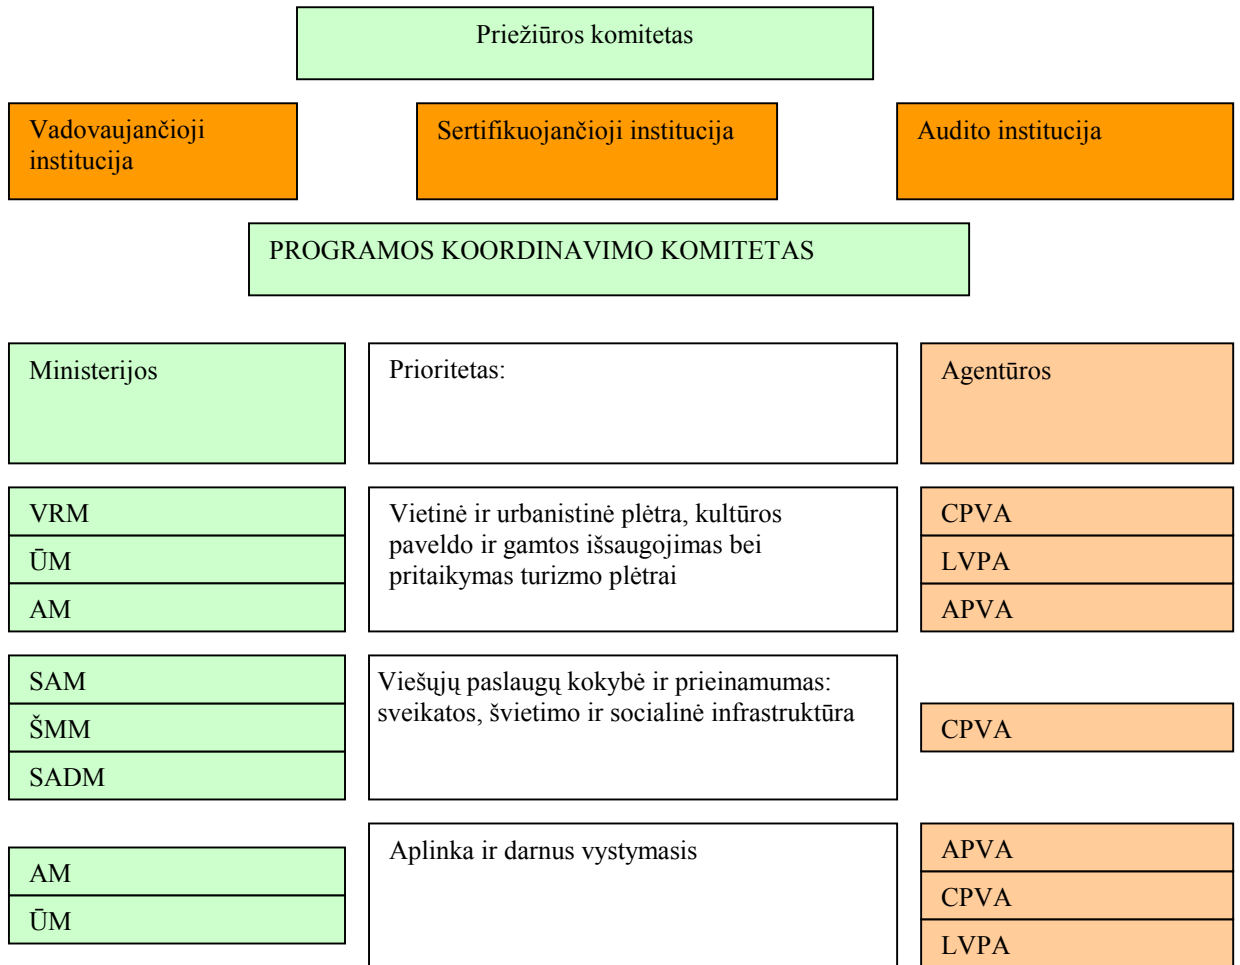 Priežiūros komitetas
Vadovaujančioji
institucija
Sertifikuojančioji institucija
Audito institucija
PROGRAMOS KOORDINAVIMO KOMITETAS
Ministerijos
Prioritetas:
Agentūros
VRM
ŪM
AM
Vietinė ir urbanistinė plėtra, kultūros
paveldo ir gamtos išsaugojimas bei
pritaikymas turizmo plėtrai
CPVA
LVPA
APVA
SAM
ŠMM
SADM
Viešųjų paslaugų kokybė ir prieinamumas:
sveikatos, švietimo ir socialinė infrastruktūra
CPVA
AM
ŪM
Aplinka ir darnus vystymasis
APVA
CPVA
LVPA